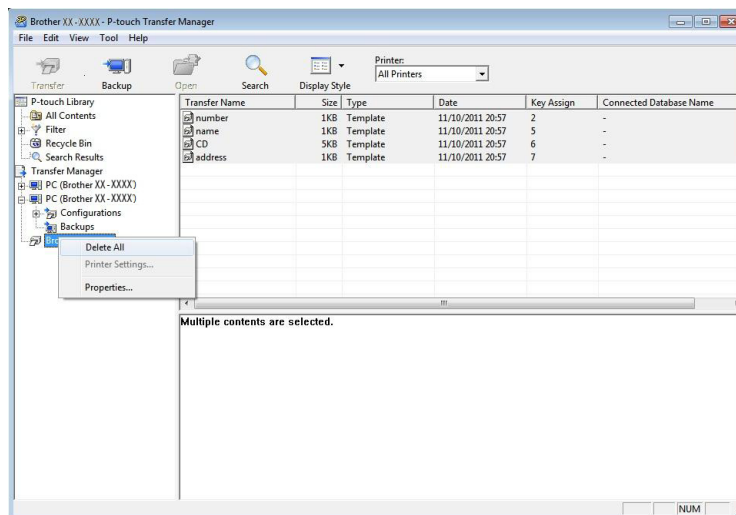 Brother XX-XXXX - P-touch Transfer Manager
File Edit View Tool Help
Transfer Backup Open Search Display Style
Printer:
All Printers
P-touch Library
All Contents
Filter
Recycle Bin
Search Results
Transfer Manager
PC (Brother XX-XXXX)
PC (Brother XX-XXXX)
Configurations
Backups
Delete All
Printer Settings...
Properties...
Transfer Name Size Type Date Key Assign Connected Database Name
number 1KB Template 11/10/2011 20:57 2 -
name 1KB Template 11/10/2011 20:57 5 -
CD 5KB Template 11/10/2011 20:57 6 -
address 1KB Template 11/10/2011 20:57 7 -
Multiple contents are selected.
NUM